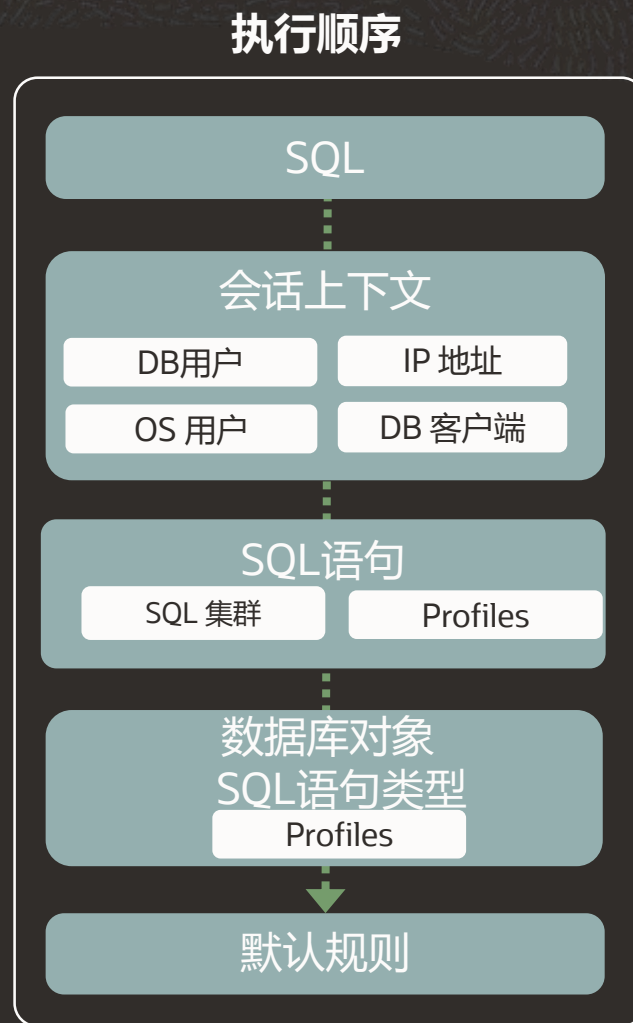 执行顺序
SQL
会话上下文
DB用户
IP 地址
OS 用户
DB 客户端
SQL语句
SQL 集群
Profiles
数据库对象
SQL语句类型
Profiles
默认规则